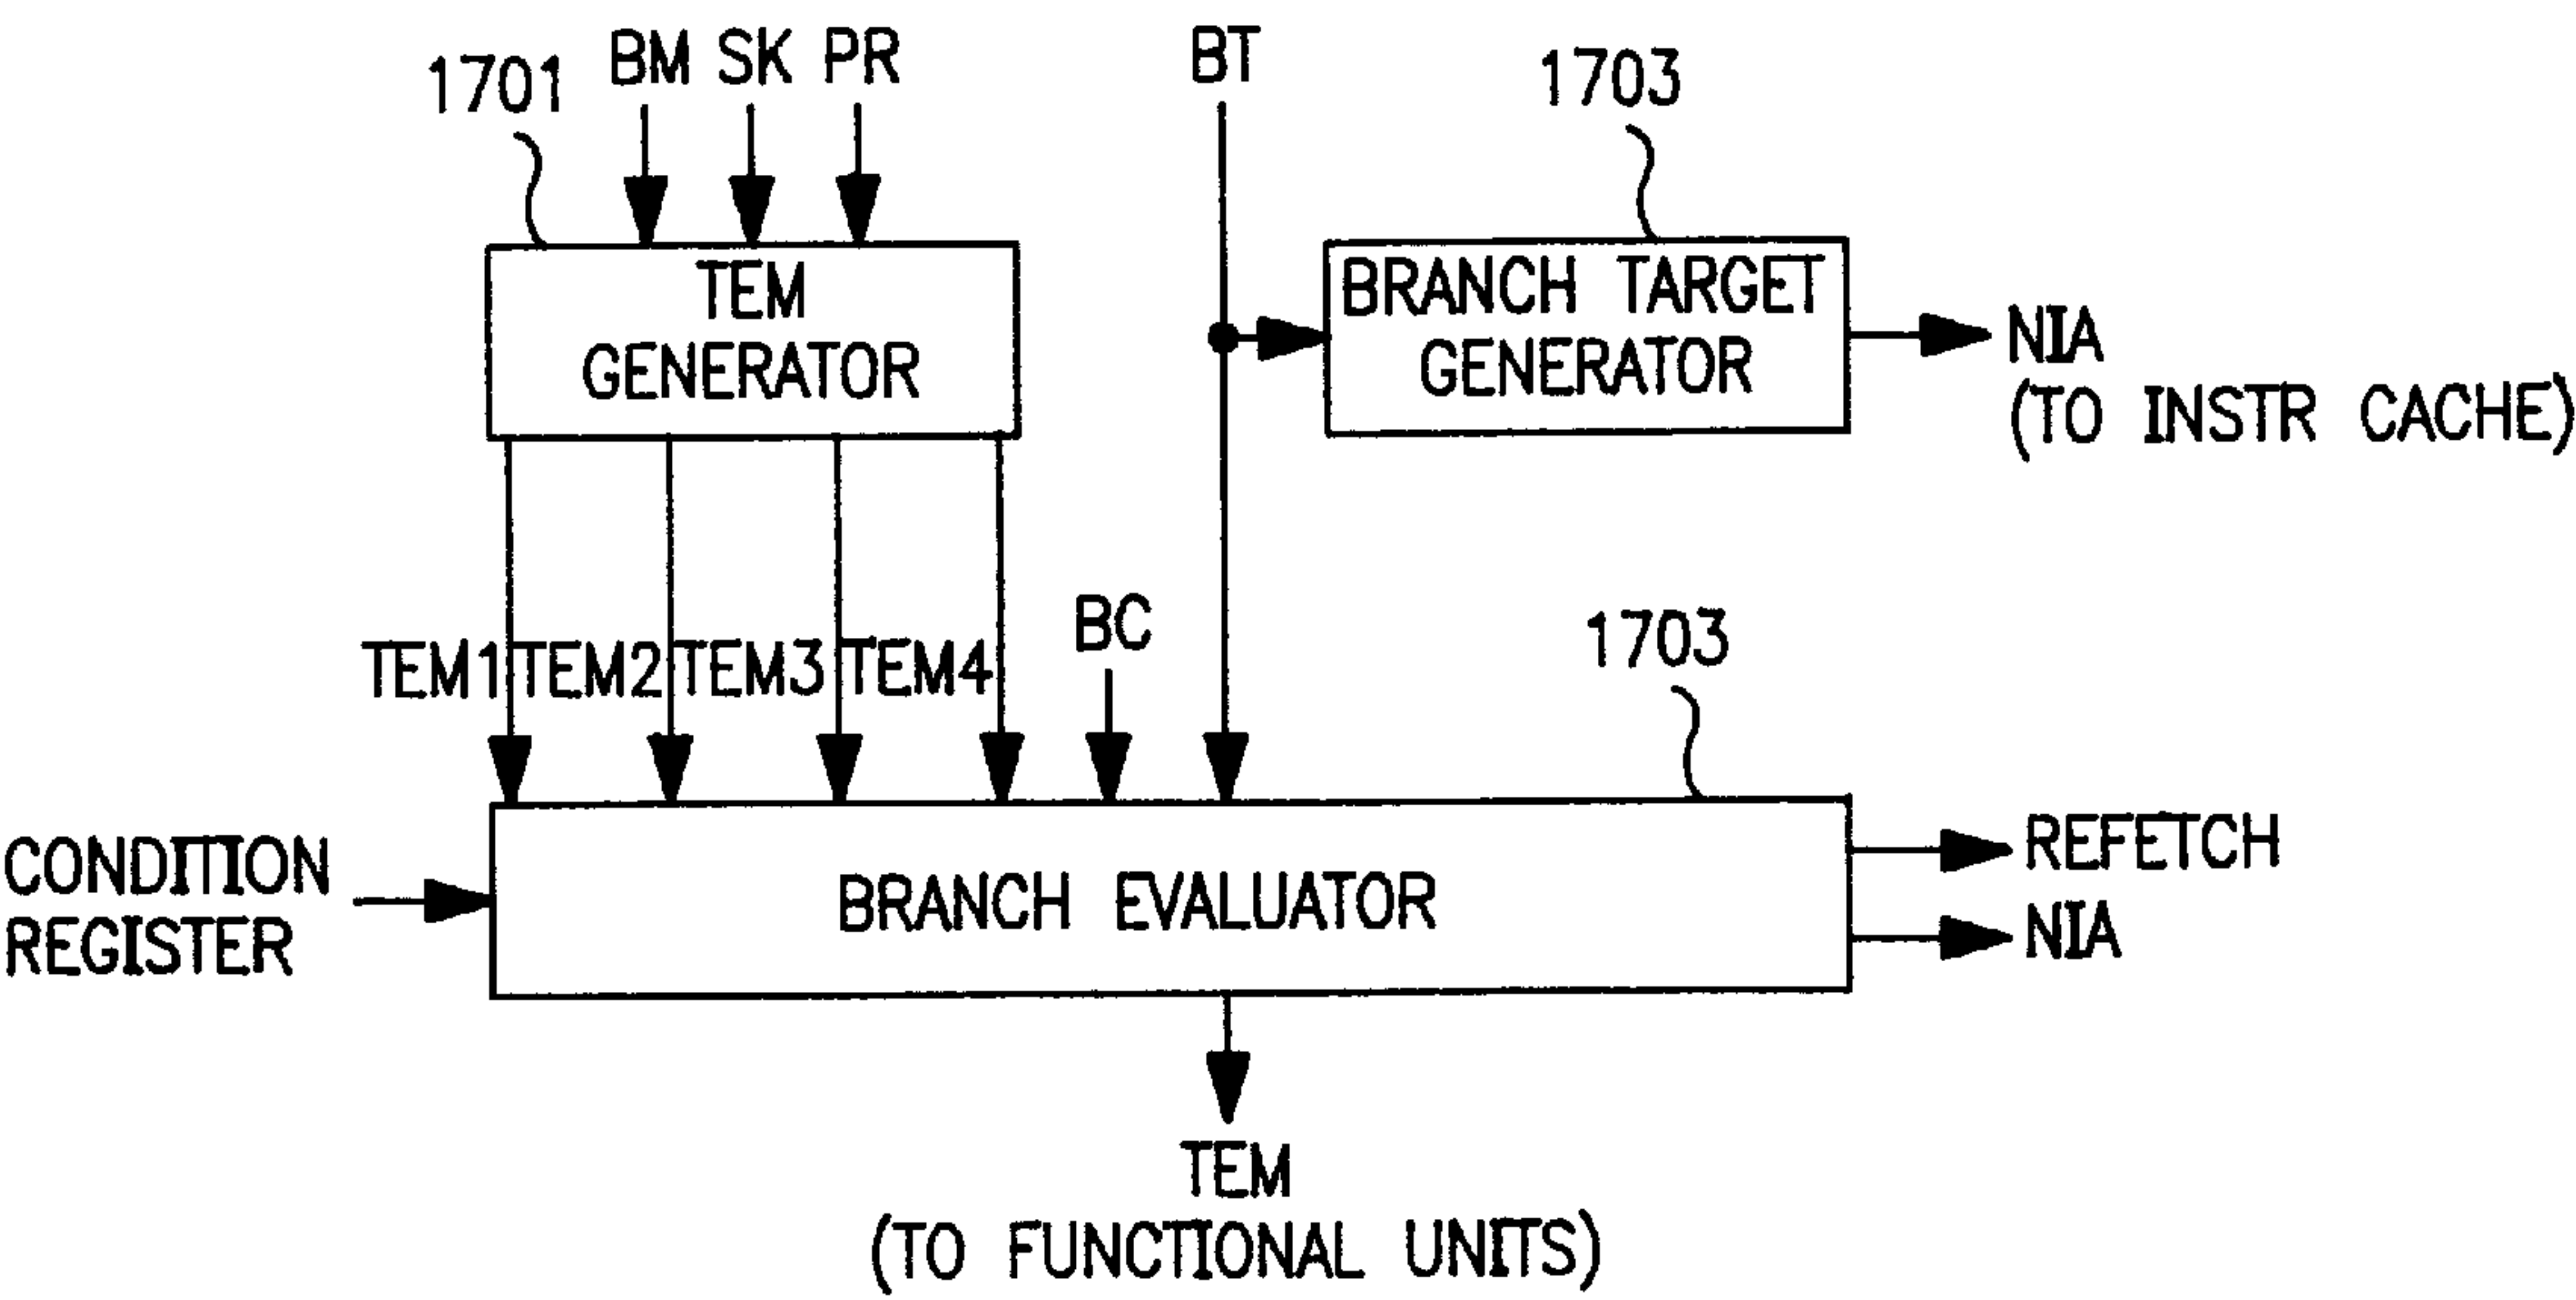 1701
BM SK PR
BT
1703
TEM
GENERATOR
BRANCH TARGET
GENERATOR
NIA
(TO INSTR CACHE)
TEM1 TEM2 TEM3 TEM4
BC
1703
CONDITION
REGISTER
BRANCH EVALUATOR
REFETCH
NIA
TEM
(TO FUNCTIONAL UNITS)